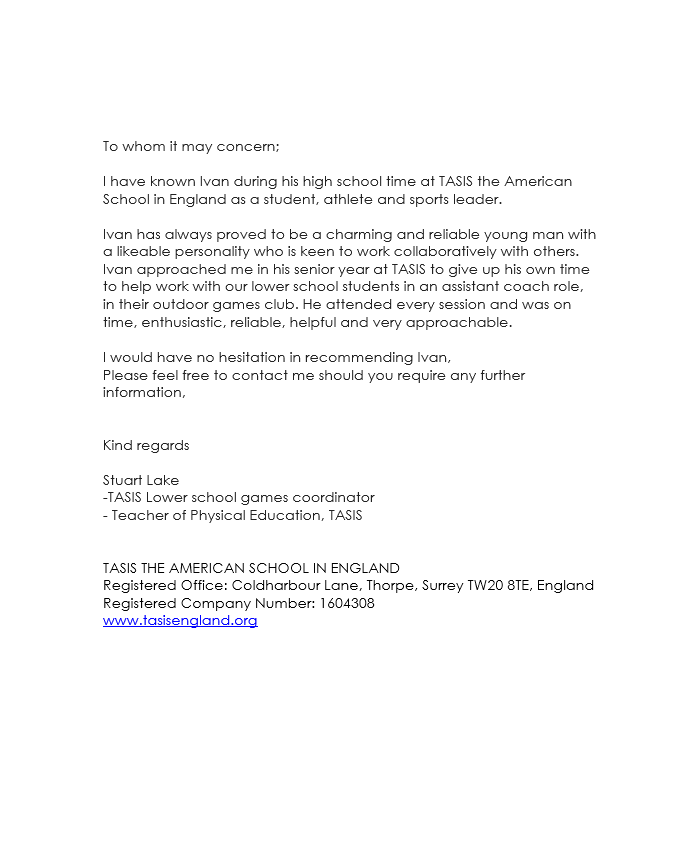 To whom it may concern;
I have known Ivan during his high school time at TASIS the American
School in England as a student, athlete and sports leader.
Ivan has always proved to be a charming and reliable young man with
a likeable personality who is keen to work collaboratively with others.
Ivan approached me in his senior year at TASIS to give up his own time
to help work with our lower school students in an assistant coach role,
in their outdoor games club. He attended every session and was on
time, enthusiastic, reliable, helpful and very approachable.
I would have no hesitation in recommending Ivan,
Please feel free to contact me should you require any further
information,
Kind regards
Stuart Lake
-TASIS Lower school games coordinator
- Teacher of Physical Education, TASIS
TASIS THE AMERICAN SCHOOL IN ENGLAND
Registered Office: Coldharbour Lane, Thorpe, Surrey TW20 8TE, England
Registered Company Number: 1604308
www.tasisengland.org